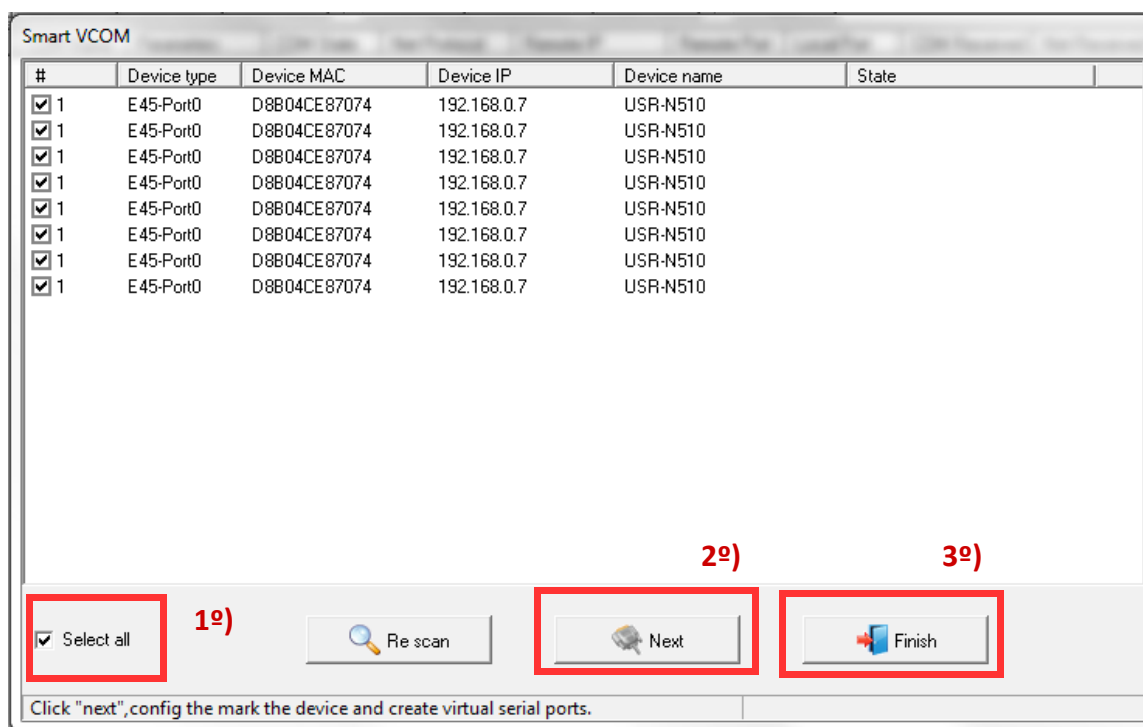 Smart VCOM
# Device type Device MAC Device IP Device name State
1 E45-Port0 D8B04CE87074 192.168.0.7 USR-N510
1 E45-Port0 D8B04CE87074 192.168.0.7 USR-N510
1 E45-Port0 D8B04CE87074 192.168.0.7 USR-N510
1 E45-Port0 D8B04CE87074 192.168.0.7 USR-N510
1 E45-Port0 D8B04CE87074 192.168.0.7 USR-N510
1 E45-Port0 D8B04CE87074 192.168.0.7 USR-N510
1 E45-Port0 D8B04CE87074 192.168.0.7 USR-N510
1 E45-Port0 D8B04CE87074 192.168.0.7 USR-N510
2º) 3º)
Select all 1º) Re scan Next Finish
Click "next",config the mark the device and create virtual serial ports.